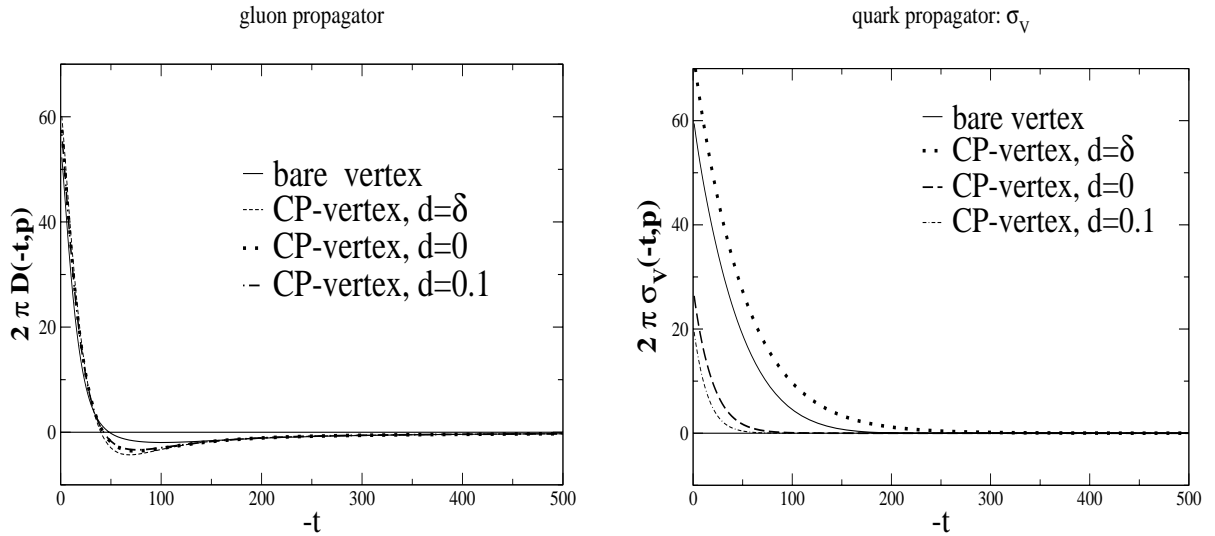 gluon propagator
2 π D(-t,p)
60
40
20
0
bare vertex
CP-vertex, d=δ
CP-vertex, d=0
CP-vertex, d=0.1
0 100 200 300 400 500
-t
quark propagator: σ_V
2 π σ_V(-t,p)
60
40
20
0
bare vertex
CP-vertex, d=δ
CP-vertex, d=0
CP-vertex, d=0.1
0 100 200 300 400 500
-t